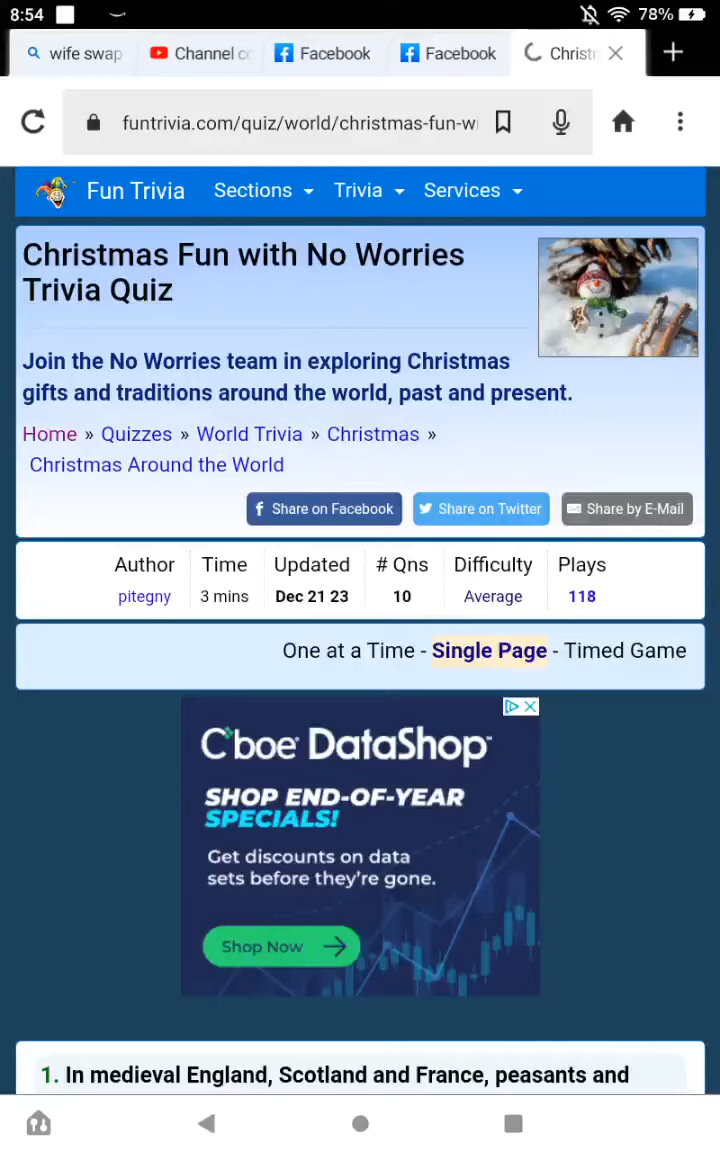 8:54
78%
wife swap
Channel c
Facebook
Facebook
Christ
funtrivia.com/quiz/world/christmas-fun-w
Fun Trivia
Sections
Trivia
Services
Christmas Fun with No Worries
Trivia Quiz
Join the No Worries team in exploring Christmas
gifts and traditions around the world, past and present.
Home » Quizzes » World Trivia » Christmas »
Christmas Around the World
Share on Facebook
Share on Twitter
Share by E-Mail
Author Time Updated # Qns Difficulty Plays
pitegny 3 mins Dec 21 23 10 Average 118
One at a Time - Single Page - Timed Game
Cboe DataShop
SHOP END-OF-YEAR
SPECIALS!
Get discounts on data
sets before they're gone.
Shop Now
1. In medieval England, Scotland and France, peasants and